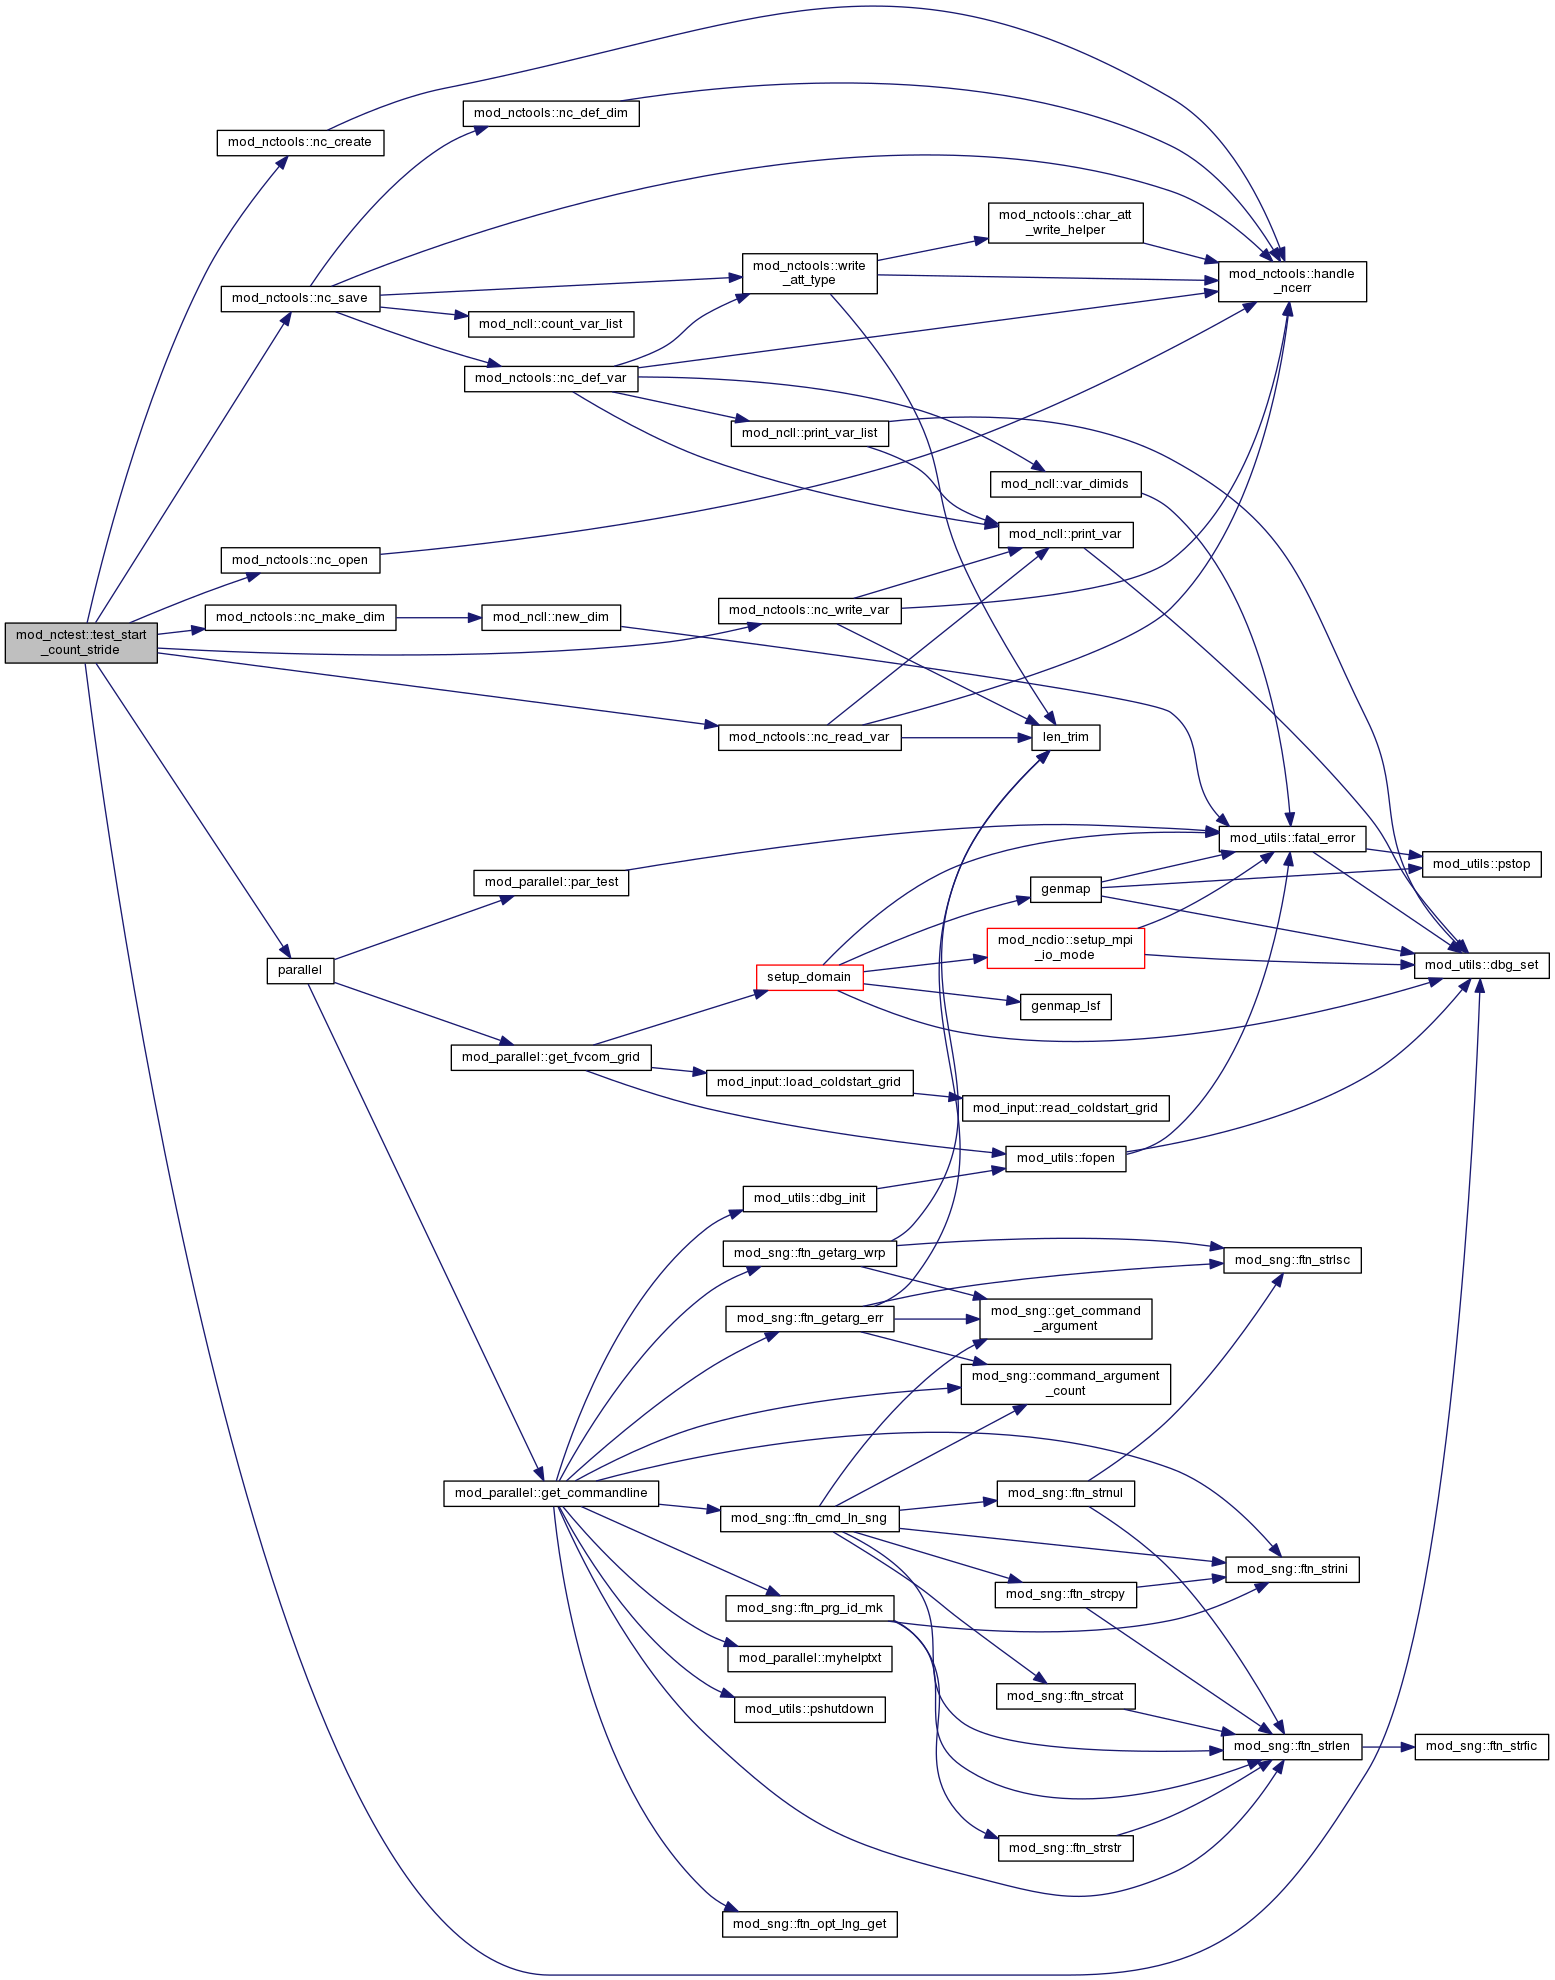 mod_nctest::test_start
_count_stride
mod_nctools::nc_create
mod_nctools::nc_save
mod_nctools::nc_open
mod_nctools::nc_make_dim
parallel
mod_nctools::nc_def_dim
mod_ncll::count_var_list
mod_nctools::nc_def_var
mod_ncll::new_dim
mod_parallel::par_test
mod_parallel::get_fvcom_grid
mod_parallel::get_commandline
mod_nctools::write
_att_type
mod_ncll::print_var_list
mod_nctools::nc_write_var
mod_nctools::nc_read_var
setup_domain
mod_input::load_coldstart_grid
mod_utils::dbg_init
mod_sng::ftn_getarg_wrp
mod_sng::ftn_getarg_err
mod_sng::ftn_cmd_ln_sng
mod_sng::ftn_prg_id_mk
mod_parallel::myhelptxt
mod_utils::pshutdown
mod_sng::ftn_opt_lng_get
mod_nctools::char_att
_write_helper
mod_ncll::var_dimids
mod_ncll::print_var
len_trim
genmap
mod_ncdio::setup_mpi
_io_mode
genmap_lsf
mod_input::read_coldstart_grid
mod_utils::fopen
mod_sng::get_command
_argument
mod_sng::command_argument
_count
mod_sng::ftn_strnul
mod_sng::ftn_strcpy
mod_sng::ftn_strcat
mod_sng::ftn_strstr
mod_nctools::handle
_ncerr
mod_utils::fatal_error
mod_sng::ftn_strlsc
mod_sng::ftn_strini
mod_sng::ftn_strlen
mod_utils::pstop
mod_utils::dbg_set
mod_sng::ftn_strfic